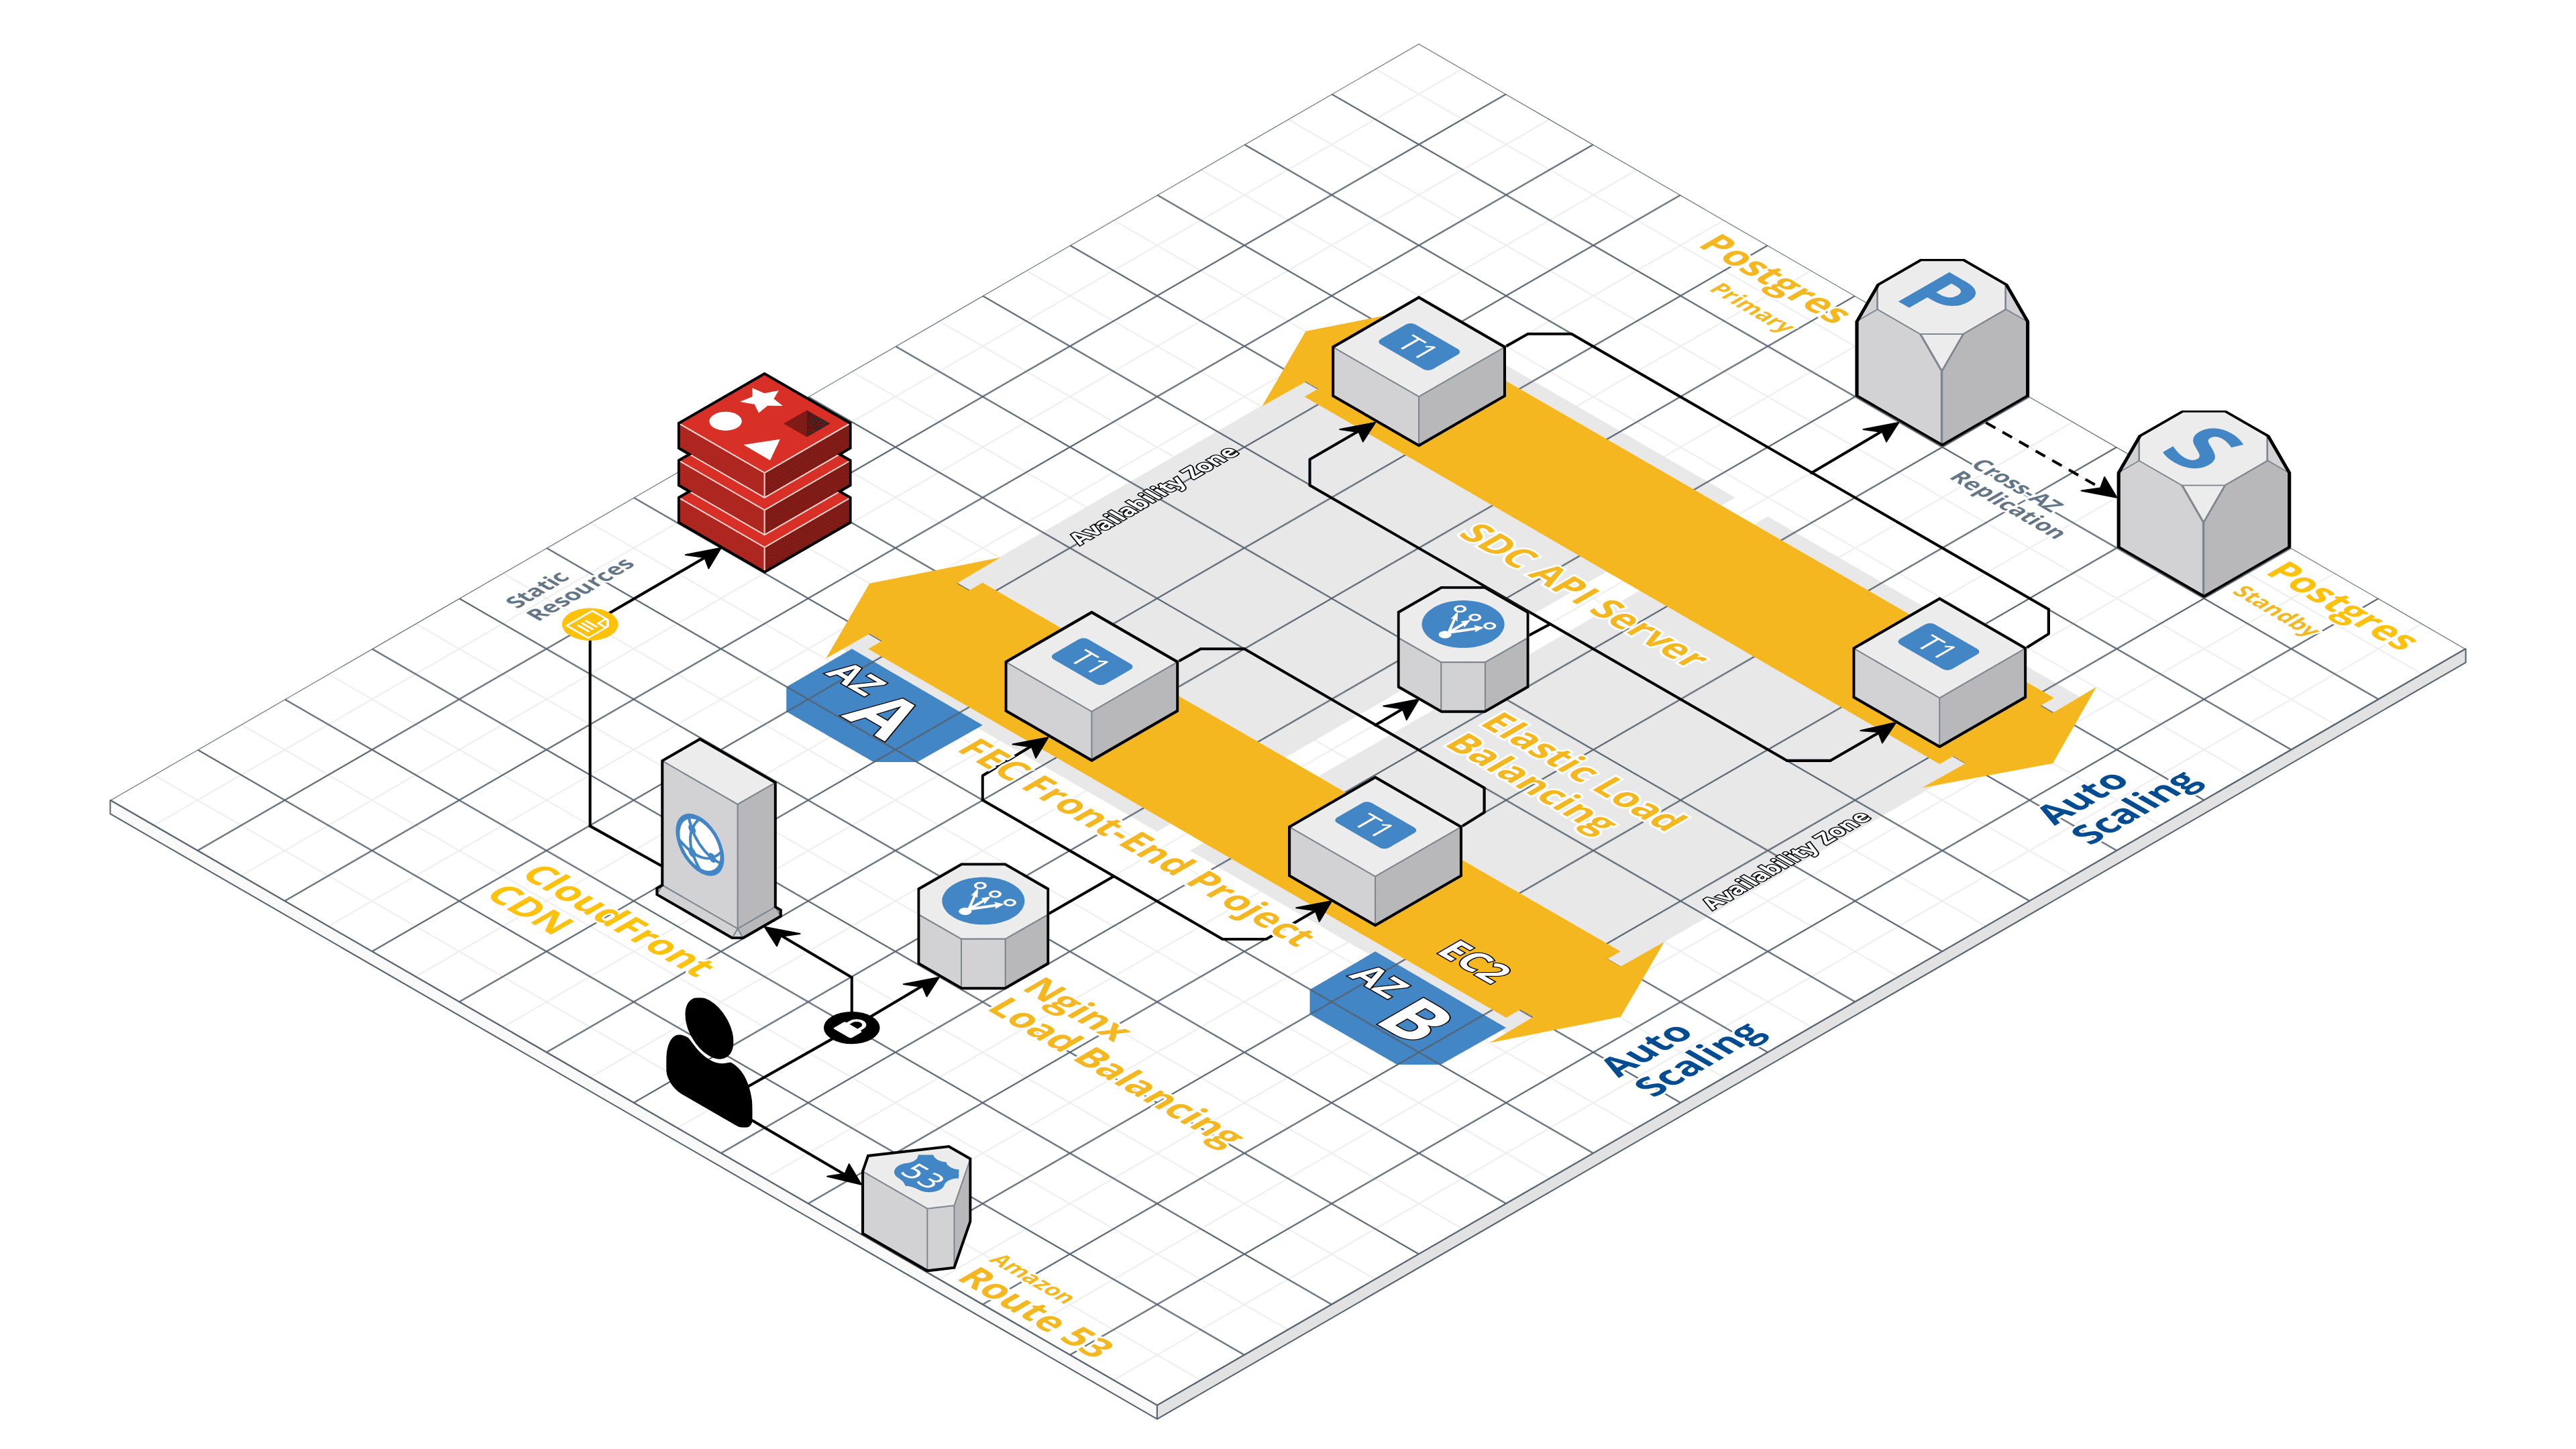 Postgres
Primary
P
S
Cross-AZ
Replication
Postgres
Standby
T1
Availability Zone
SDC API Server
T1
Static
Resources
T1
AZ A
Elastic Load
Balancing
FEC Front-End Project
T1
Auto
Scaling
Availability Zone
EC2
AZ B
Auto
Scaling
CloudFront
CDN
Nginx
Load Balancing
53
Amazon
Route 53